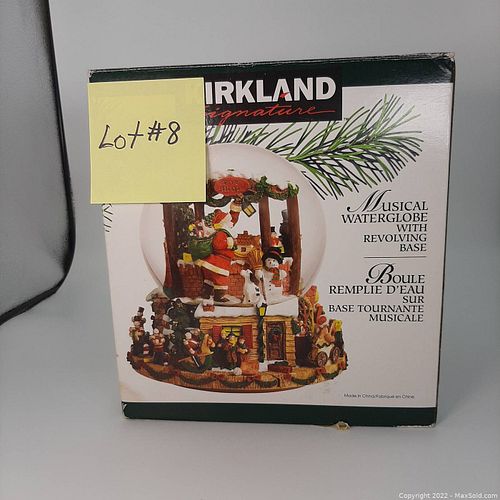 KIRKLAND
Signature
Lot #8
MUSICAL
WATERGLOBE
WITH
REVOLVING
BASE
BOULE
REMPLIE D'EAU
SUR
BASE TOURNANTE
MUSICALE
Made in China/Fabriqué en Chine.
Copyright 2022 - MaxSold.com